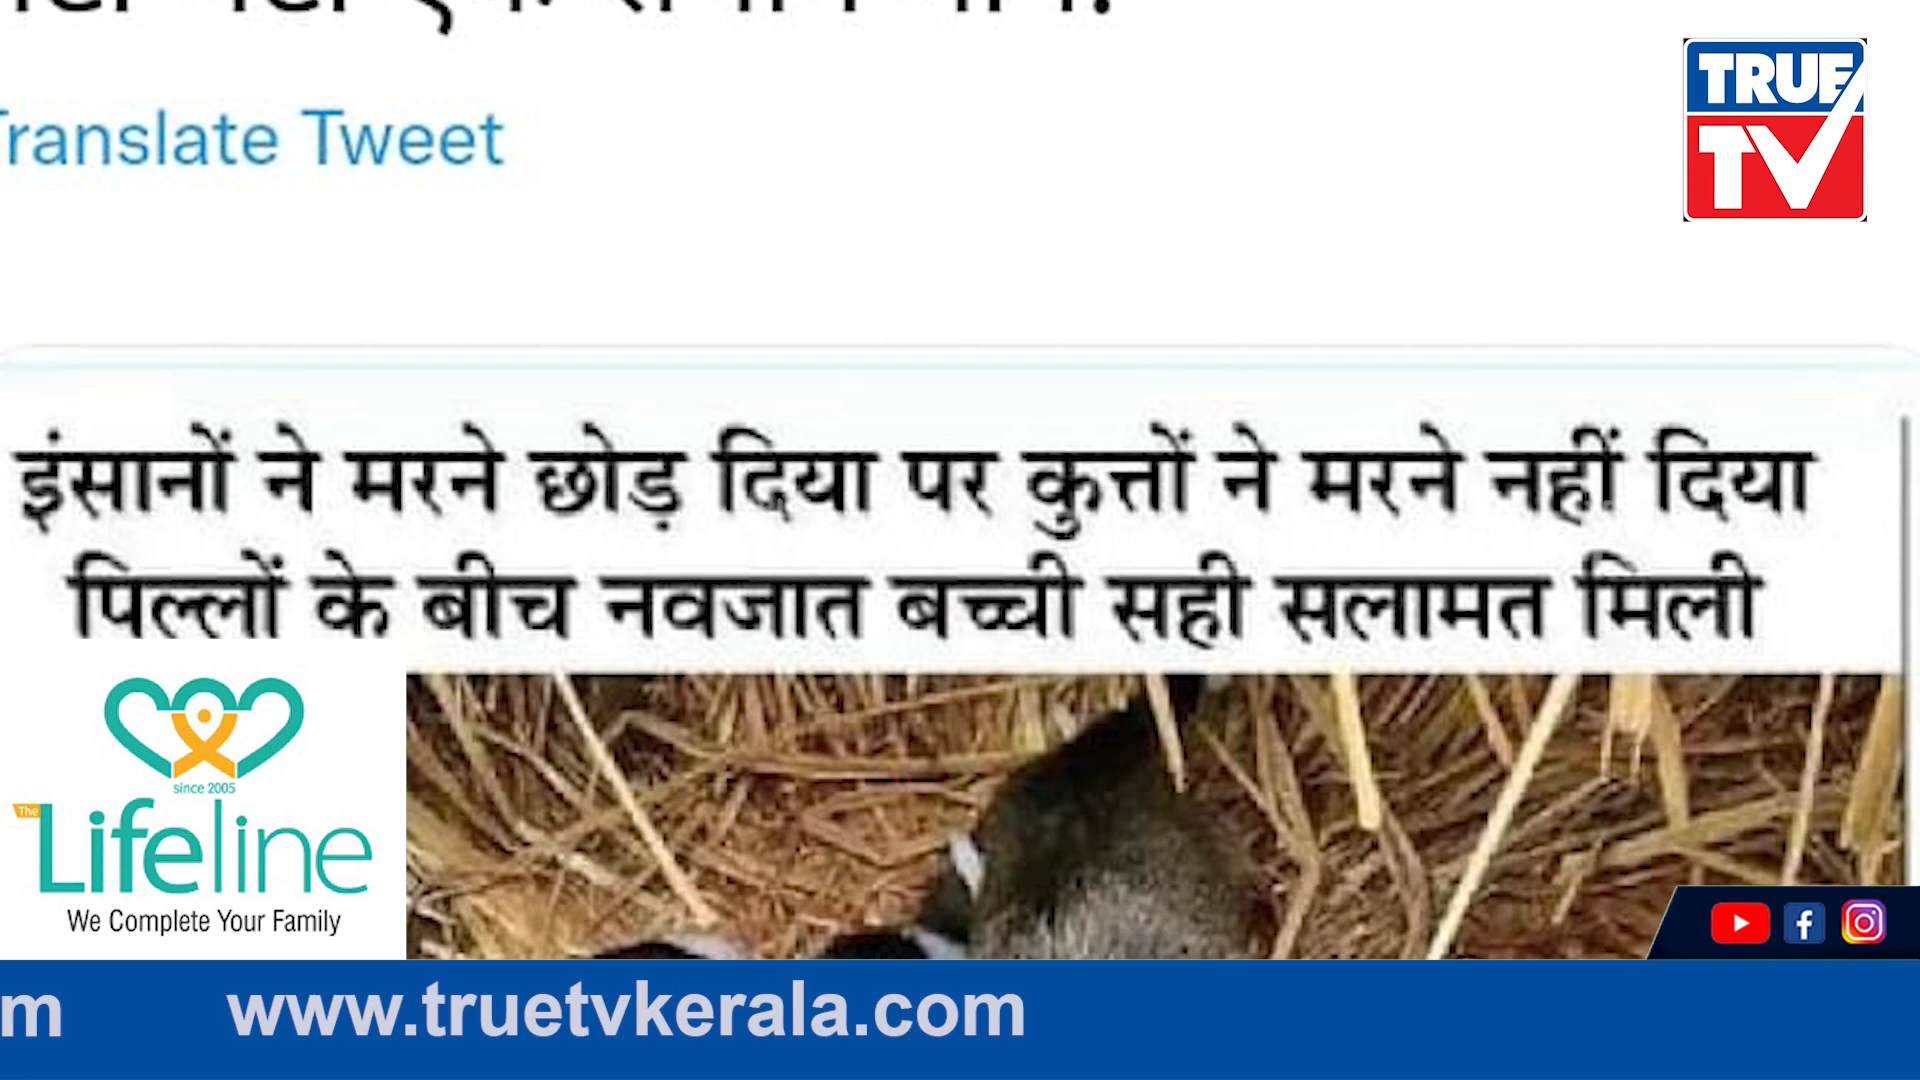 TRUE
TV
Translate Tweet
इंसानों ने मरने छोड़ दिया पर कुत्तों ने मरने नहीं दिया
पिल्लों के बीच नवजात बच्ची सही सलामत मिली
since 2005
The
Lifeline
We Complete Your Family
www.truetvkerala.com